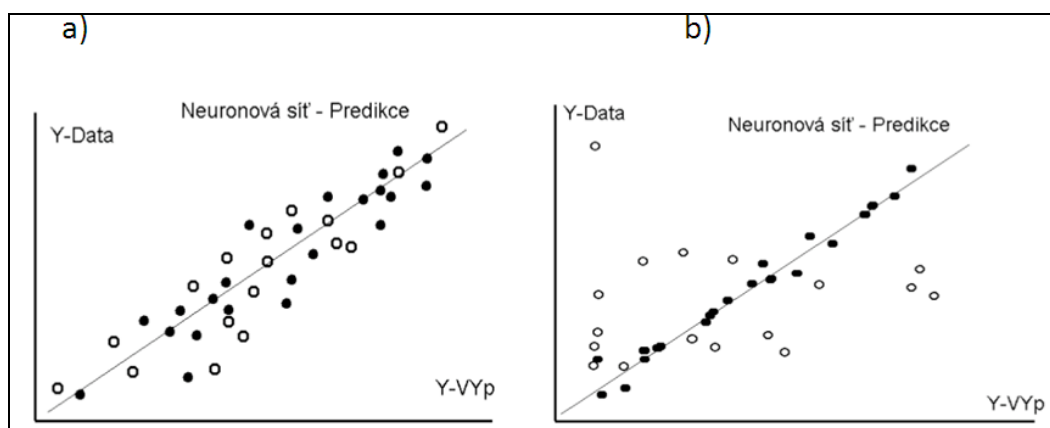 a)
Neuronová síť - Predikce
Y-Data
Y-VYp
b)
Y-Data
Neuronová síť - Predikce
Y-VYp